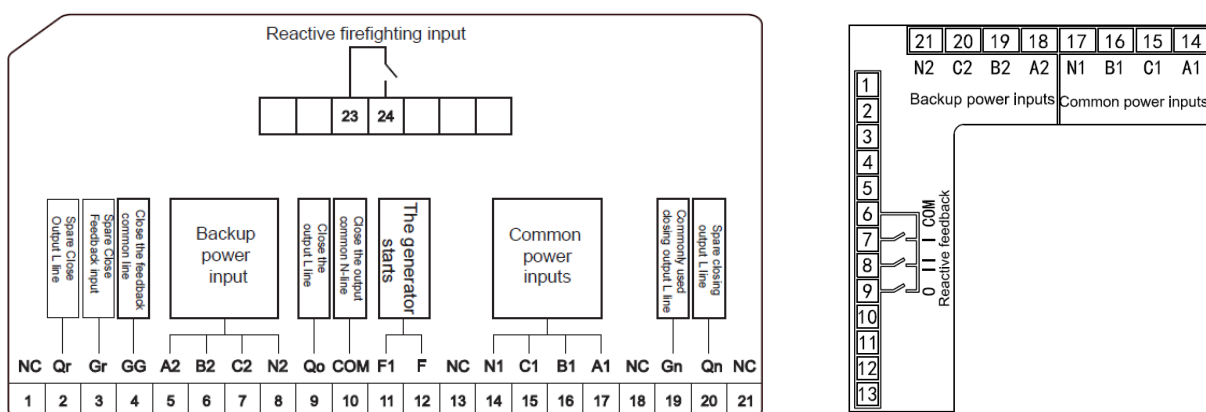 Reactive firefighting input
23 24
Spare Close
Output L line
Spare Close
Feedback input
Close the feedback
common line
Backup
power
input
Close the
output L line
Close the output
common N-line
The generator
starts
Common
power
inputs
Commonly used
closing output L line
Spare closing
output L line
NC Qr Gr GG A2 B2 C2 N2 Qo COM F1 F NC N1 C1 B1 A1 NC Gn Qn NC
1 2 3 4 5 6 7 8 9 10 11 12 13 14 15 16 17 18 19 20 21
21 20 19 18 17 16 15 14
N2 C2 B2 A2 N1 B1 C1 A1
Backup power inputs Common power inputs
1
2
3
4
5
6
7
8
9
10
11
12
13
O II I COM
Reactive feedback